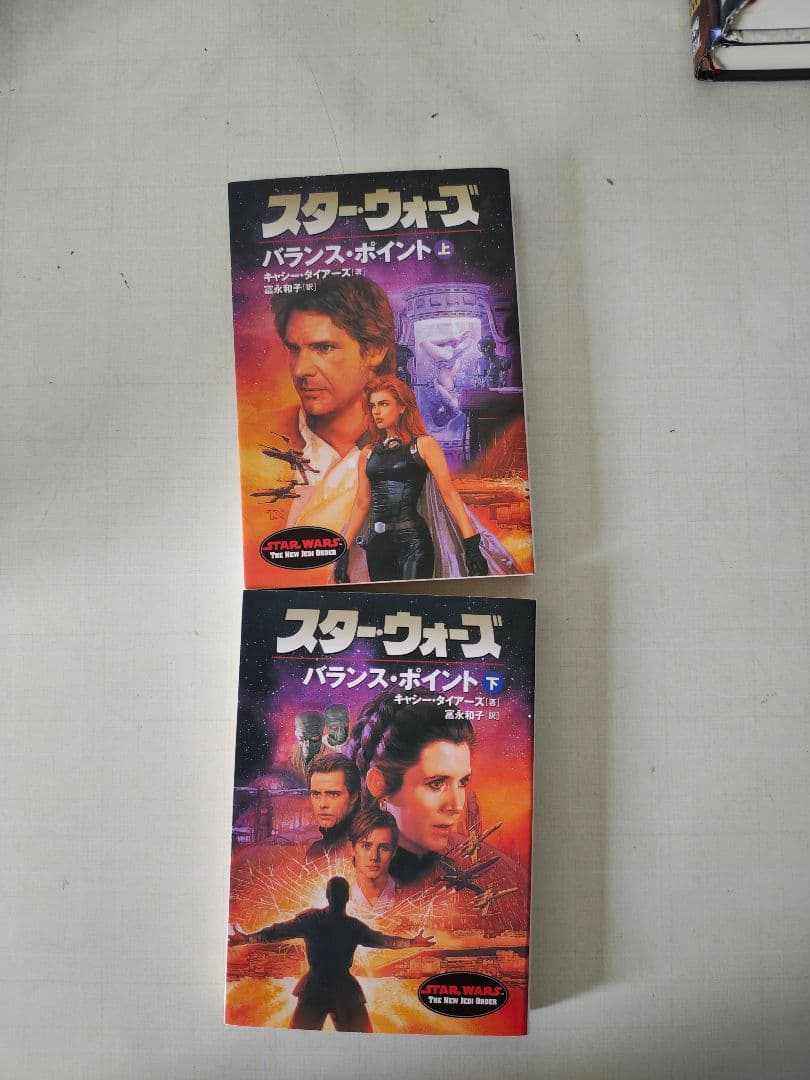 スター・ウォーズ
バランス・ポイント 上
キャシー・タイアーズ[著]
富永和子[訳]
STAR WARS
THE NEW JEDI ORDER
スター・ウォーズ
バランス・ポイント 下
キャシー・タイアーズ[著]
富永和子[訳]
STAR WARS
THE NEW JEDI ORDER